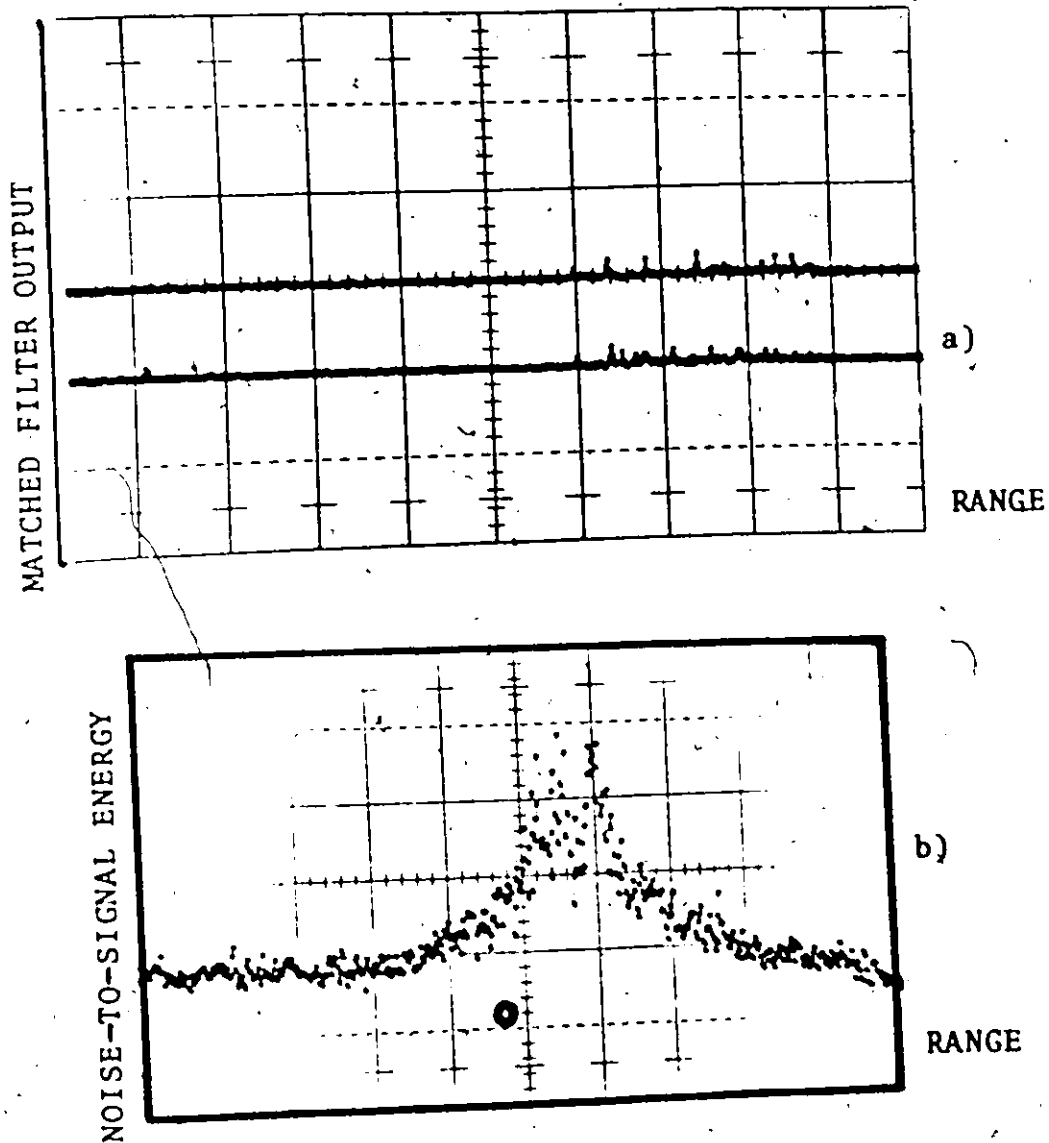 MATCHED FILTER OUTPUT
a)
RANGE
NOISE-TO-SIGNAL ENERGY
b)
RANGE